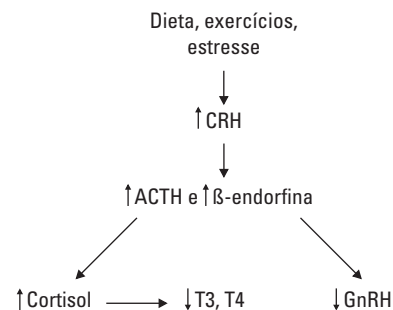 Dieta, exercícios,
estresse
↑CRH
↑ACTH e ↑ß-endorfina
↑Cortisol
↓T3, T4
↓GnRH